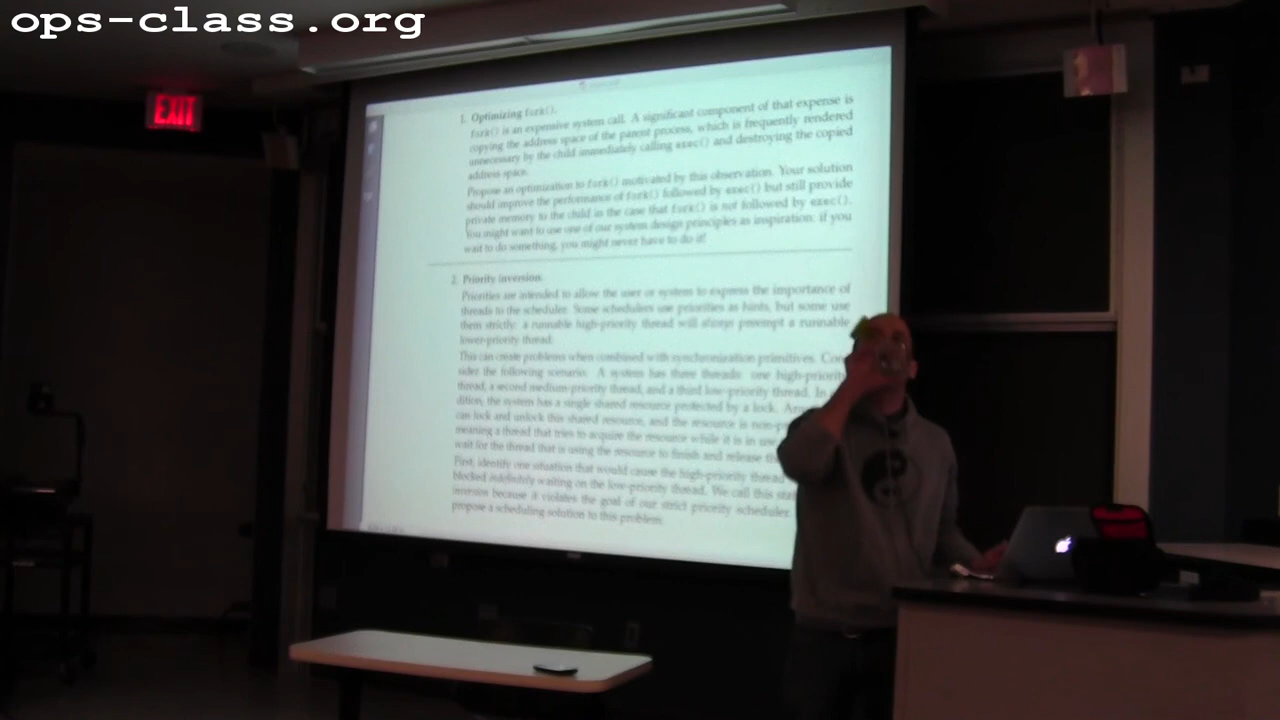 ops-class.org
EXIT
1. Optimizing fork().
fork() is an expensive system call. A significant component of that expense is
copying the address space of the parent process, which is frequently rendered
unnecessary by the child immediately calling exec() and destroying the copied
address space.
Propose an optimization to fork() motivated by this observation. Your solution
should improve the performance of fork() followed by exec() but still provide
private memory to the child in the case that fork() is not followed by exec().
You might want to use one of our system design principles as inspiration: if you
wait to do something, you might never have to do it!
2. Priority inversion.
Priorities are intended to allow the user or system to express the importance of
threads to the scheduler. Some schedulers use priorities as hints, but some use
them strictly: a runnable high-priority thread will always preempt a runnable
lower-priority thread.
This can create problems when combined with synchronization primitives. Con
sider the following scenario. A system has three threads: one high-priority
thread, a second medium-priority thread, and a third low-priority thread. In
dition, the system has a single shared resource protected by a lock.
can lock and unlock this shared resource, and the resource is
meaning a thread that tries to acquire the resource while it is in use
wait for the thread that is using the resource to finish and release
First, identify one situation that would cause the high-priority thread
blocked indefinitely waiting on the low-priority thread. We call this
inversion because it violates the goal of our strict priority scheduler.
propose a scheduling solution to this problem.